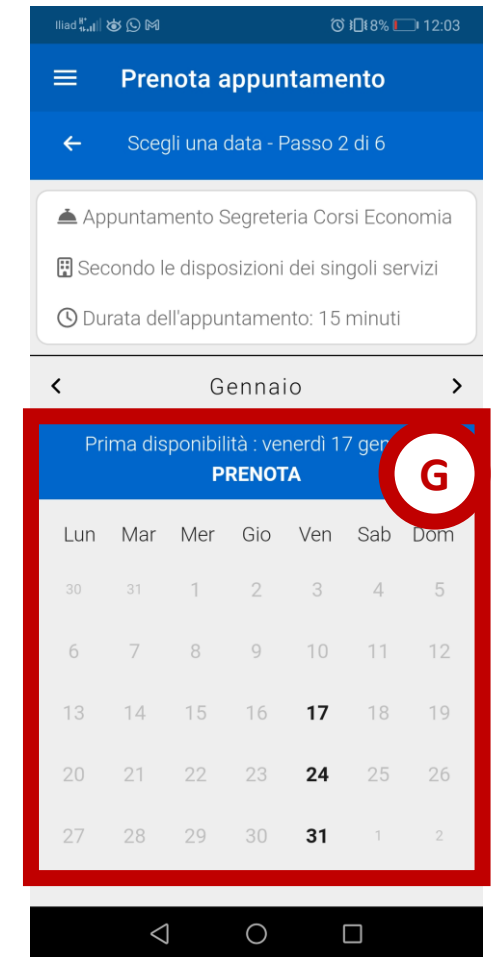 Iliad 8% 12:03
Prenota appuntamento
Scegli una data - Passo 2 di 6
Appuntamento Segreteria Corsi Economia
Secondo le disposizioni dei singoli servizi
Durata dell'appuntamento: 15 minuti
Gennaio
Prima disponibilità : venerdì 17 gen
PRENOTA
G
Lun Mar Mer Gio Ven Sab Dom
30 31 1 2 3 4 5
6 7 8 9 10 11 12
13 14 15 16 17 18 19
20 21 22 23 24 25 26
27 28 29 30 31 1 2